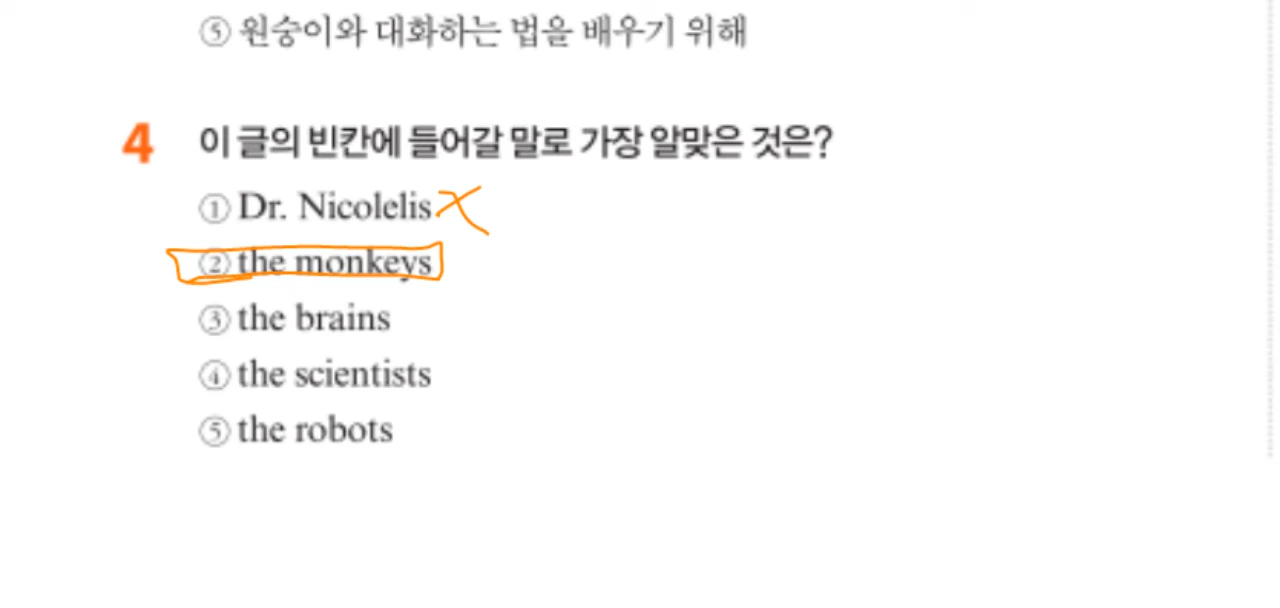 ⑤ 원숭이와 대화하는 법을 배우기 위해
4 이 글의 빈칸에 들어갈 말로 가장 알맞은 것은?
① Dr. Nicolelis
② the monkeys
③ the brains
④ the scientists
⑤ the robots